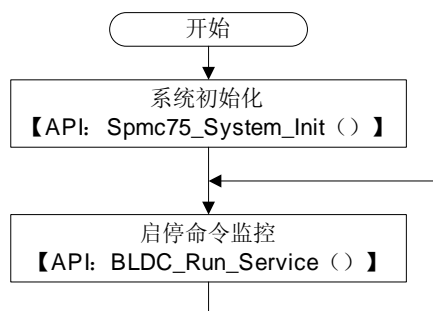 开始
系统初始化
【API：Spmc75_System_Init（）】
启停命令监控
【API：BLDC_Run_Service（）】